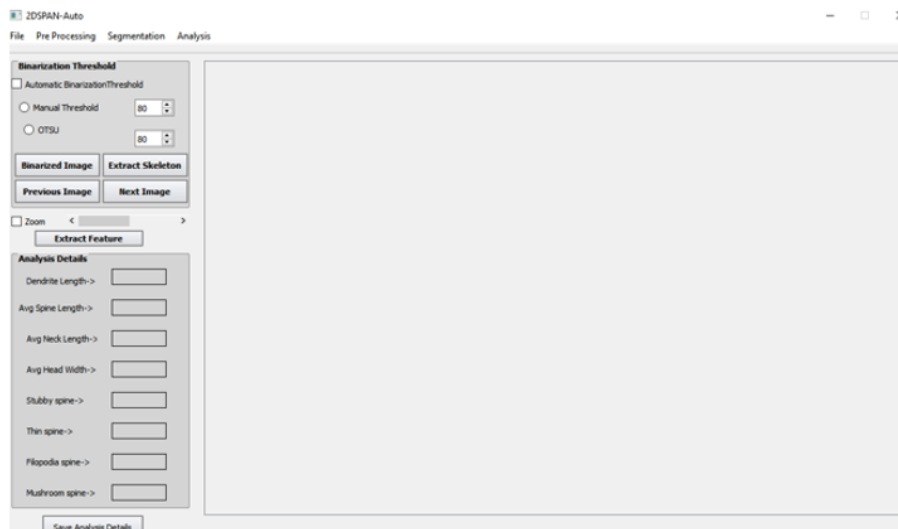 2DSPAN-Auto
File Pre Processing Segmentation Analysis
Binarization Threshold
Automatic BinarizationThreshold
Manual Threshold 80
OTSU
80
Binarized Image Extract Skeleton
Previous Image Next Image
Zoom < >
Extract Feature
Analysis Details
Dendrite Length->
Avg Spine Length->
Avg Neck Length->
Avg Head Width->
Stubby spine->
Thin spine->
Filopodia spine->
Mushroom spine->
Save Analysis Details